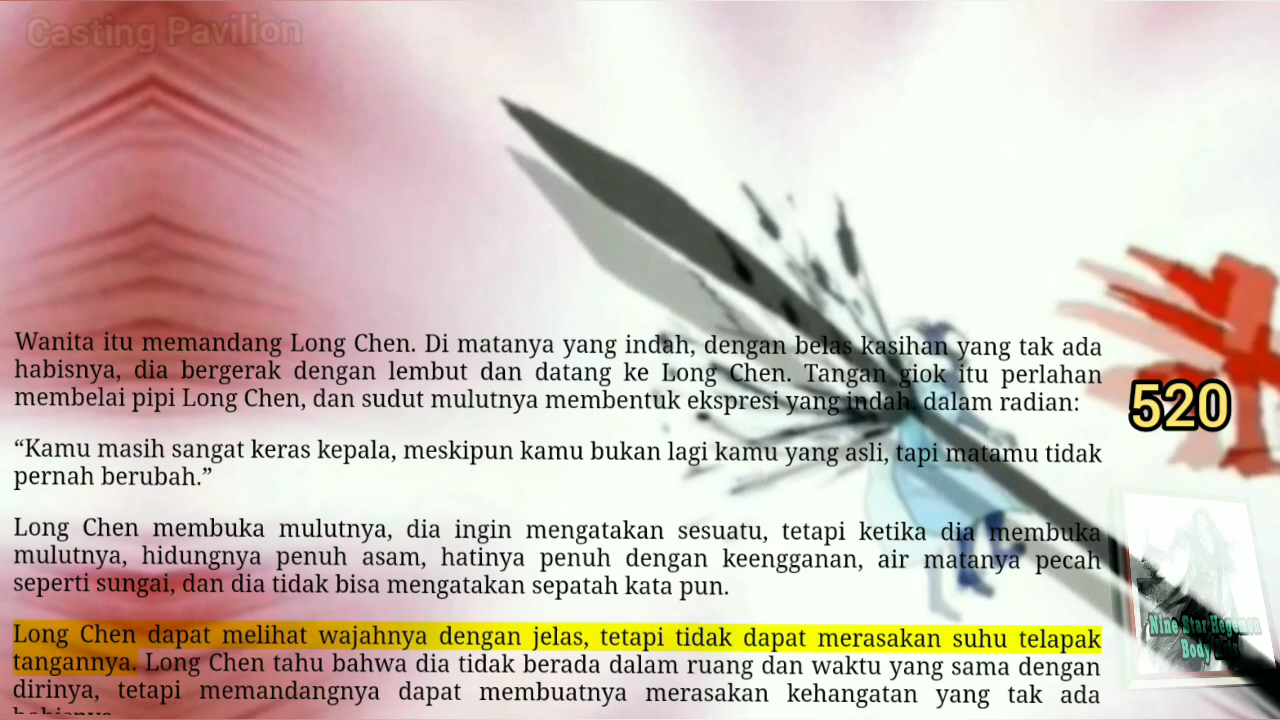 Casting Pavilion
Wanita itu memandang Long Chen. Di matanya yang indah, dengan belas kasihan yang tak ada
habisnya, dia bergerak dengan lembut dan datang ke Long Chen. Tangan giok itu perlahan
membelai pipi Long Chen, dan sudut mulutnya membentuk ekspresi yang indah. dalam radian:
520
“Kamu masih sangat keras kepala, meskipun kamu bukan lagi kamu yang asli, tapi matamu tidak
pernah berubah.”
Long Chen membuka mulutnya, dia ingin mengatakan sesuatu, tetapi ketika dia membuka
mulutnya, hidungnya penuh asam, hatinya penuh dengan keengganan, air matanya pecah
seperti sungai, dan dia tidak bisa mengatakan sepatah kata pun.
Nine Star Hegemon
Body
Long Chen dapat melihat wajahnya dengan jelas, tetapi tidak dapat merasakan suhu telapak
tangannya. Long Chen tahu bahwa dia tidak berada dalam ruang dan waktu yang sama dengan
dirinya, tetapi memandangnya dapat membuatnya merasakan kehangatan yang tak ada